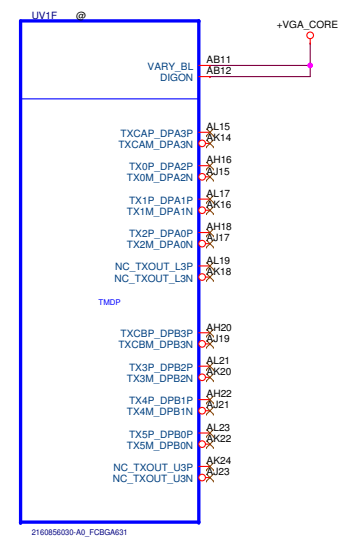 UV1F @
+VGA_CORE
VARY_BL AB11
DIGON AB12
TXCAP_DPA3P AL15
TXCAM_DPA3N AK14
TX0P_DPA2P AH16
TX0M_DPA2N AJ15
TX1P_DPA1P AL17
TX1M_DPA1N AK16
TX2P_DPA0P AH18
TX2M_DPA0N AJ17
NC_TXOUT_L3P AL19
NC_TXOUT_L3N AK18
TMDP
TXCBP_DPB3P AH20
TXCBM_DPB3N AJ19
TX3P_DPB2P AL21
TX3M_DPB2N AK20
TX4P_DPB1P AH22
TX4M_DPB1N AJ21
TX5P_DPB0P AL23
TX5M_DPB0N AK22
NC_TXOUT_U3P AK24
NC_TXOUT_U3N AJ23
2160856030-A0_FCBGA631